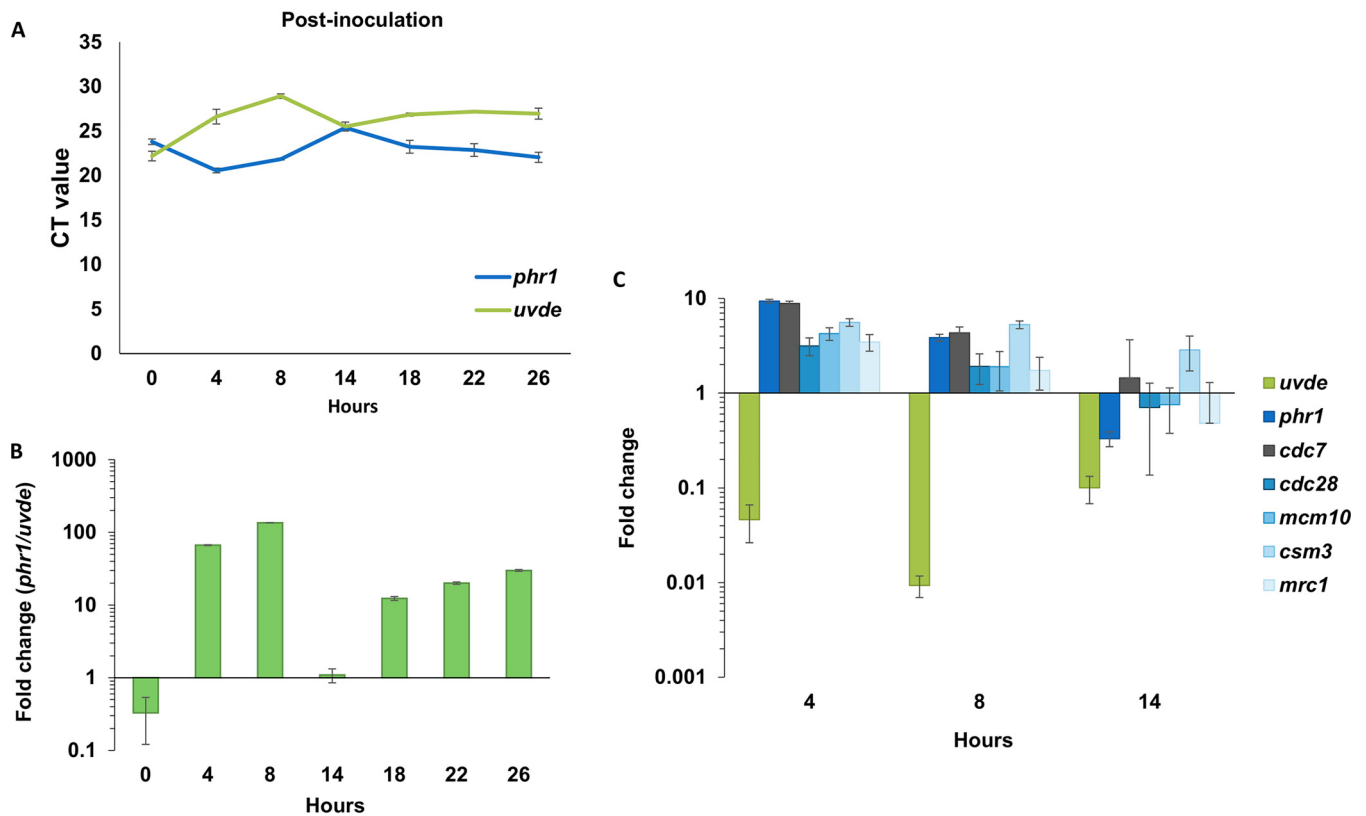 A
Post-inoculation
35
30
25
20
15
10
5
0
CT value
phr1
uvde
0 4 8 14 18 22 26
Hours
B
1000
100
10
1
0.1
Fold change (phr1/uvde)
0 4 8 14 18 22 26
Hours
C
10
1
0.1
0.01
0.001
Fold change
4 8 14
Hours
uvde
phr1
cdc7
cdc28
mcm10
csm3
mrc1